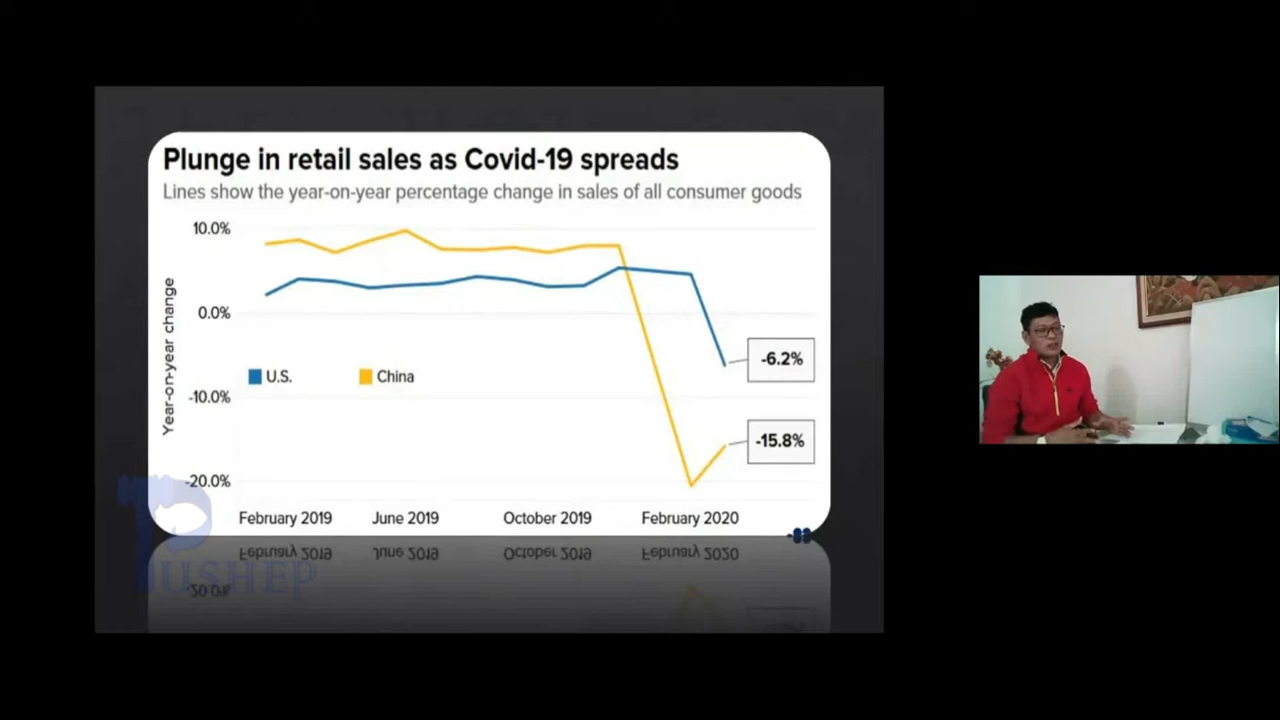 Plunge in retail sales as Covid-19 spreads
Lines show the year-on-year percentage change in sales of all consumer goods
Year-on-year change
10.0%
0.0%
-10.0%
-20.0%
U.S.
China
-6.2%
-15.8%
February 2019
June 2019
October 2019
February 2020
PUSHEP